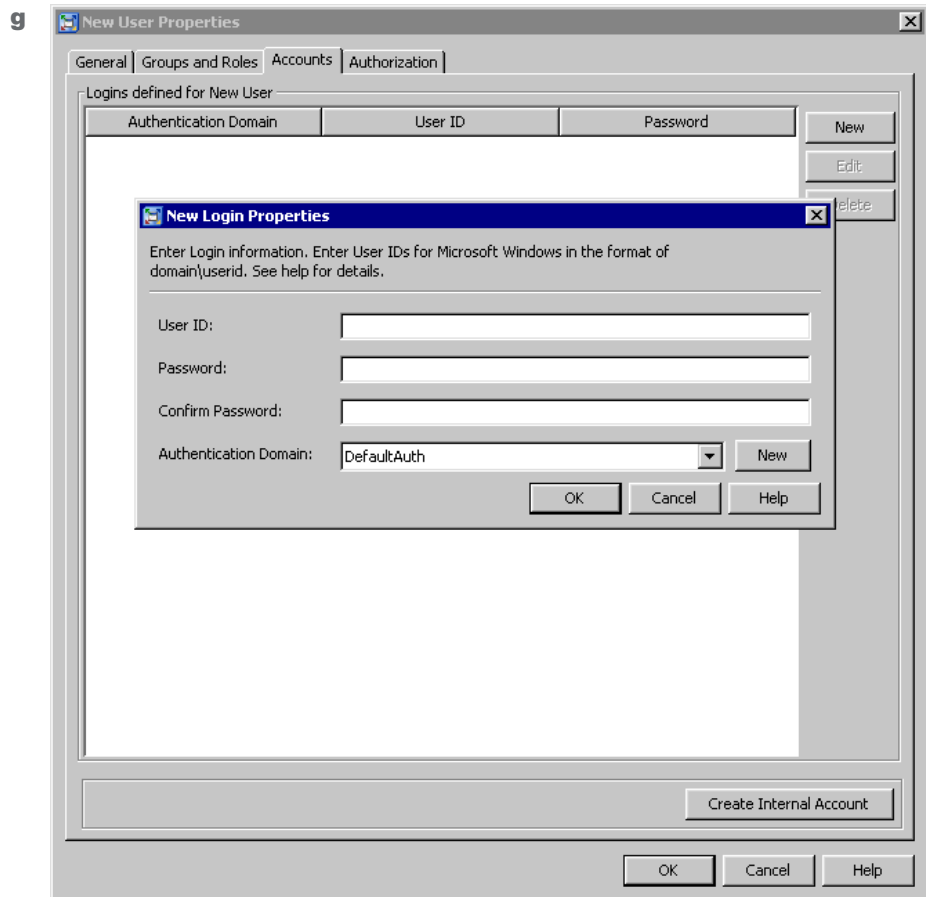 g
New User Properties
General
Groups and Roles
Accounts
Authorization
Logins defined for New User
Authentication Domain
User ID
Password
New
Edit
elete
New Login Properties
Enter Login information. Enter User IDs for Microsoft Windows in the format of
domain\userid. See help for details.
User ID:
Password:
Confirm Password:
Authentication Domain:
DefaultAuth
New
OK
Cancel
Help
Create Internal Account
OK
Cancel
Help